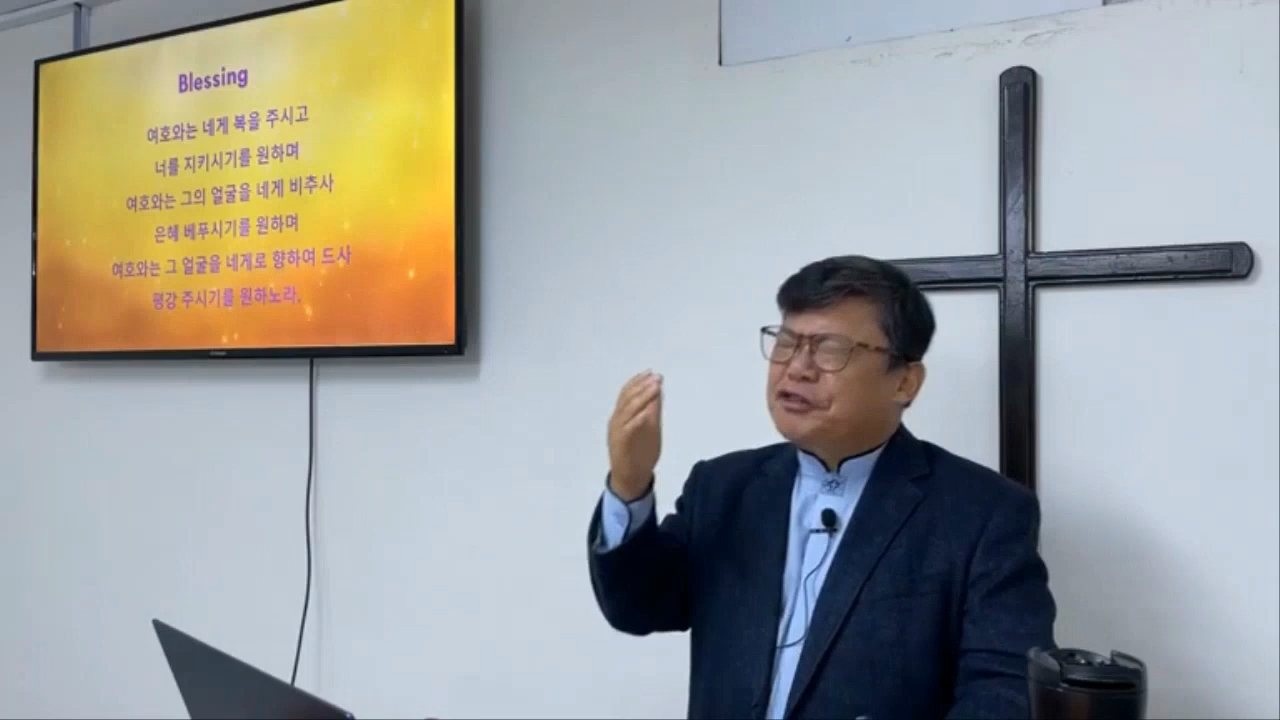 Blessing
여호와는 네게 복을 주시고
너를 지키시기를 원하며
여호와는 그의 얼굴을 네게 비추사
은혜 베푸시기를 원하며
여호와는 그 얼굴을 네게로 향하여 드사
평강 주시기를 원하노라.